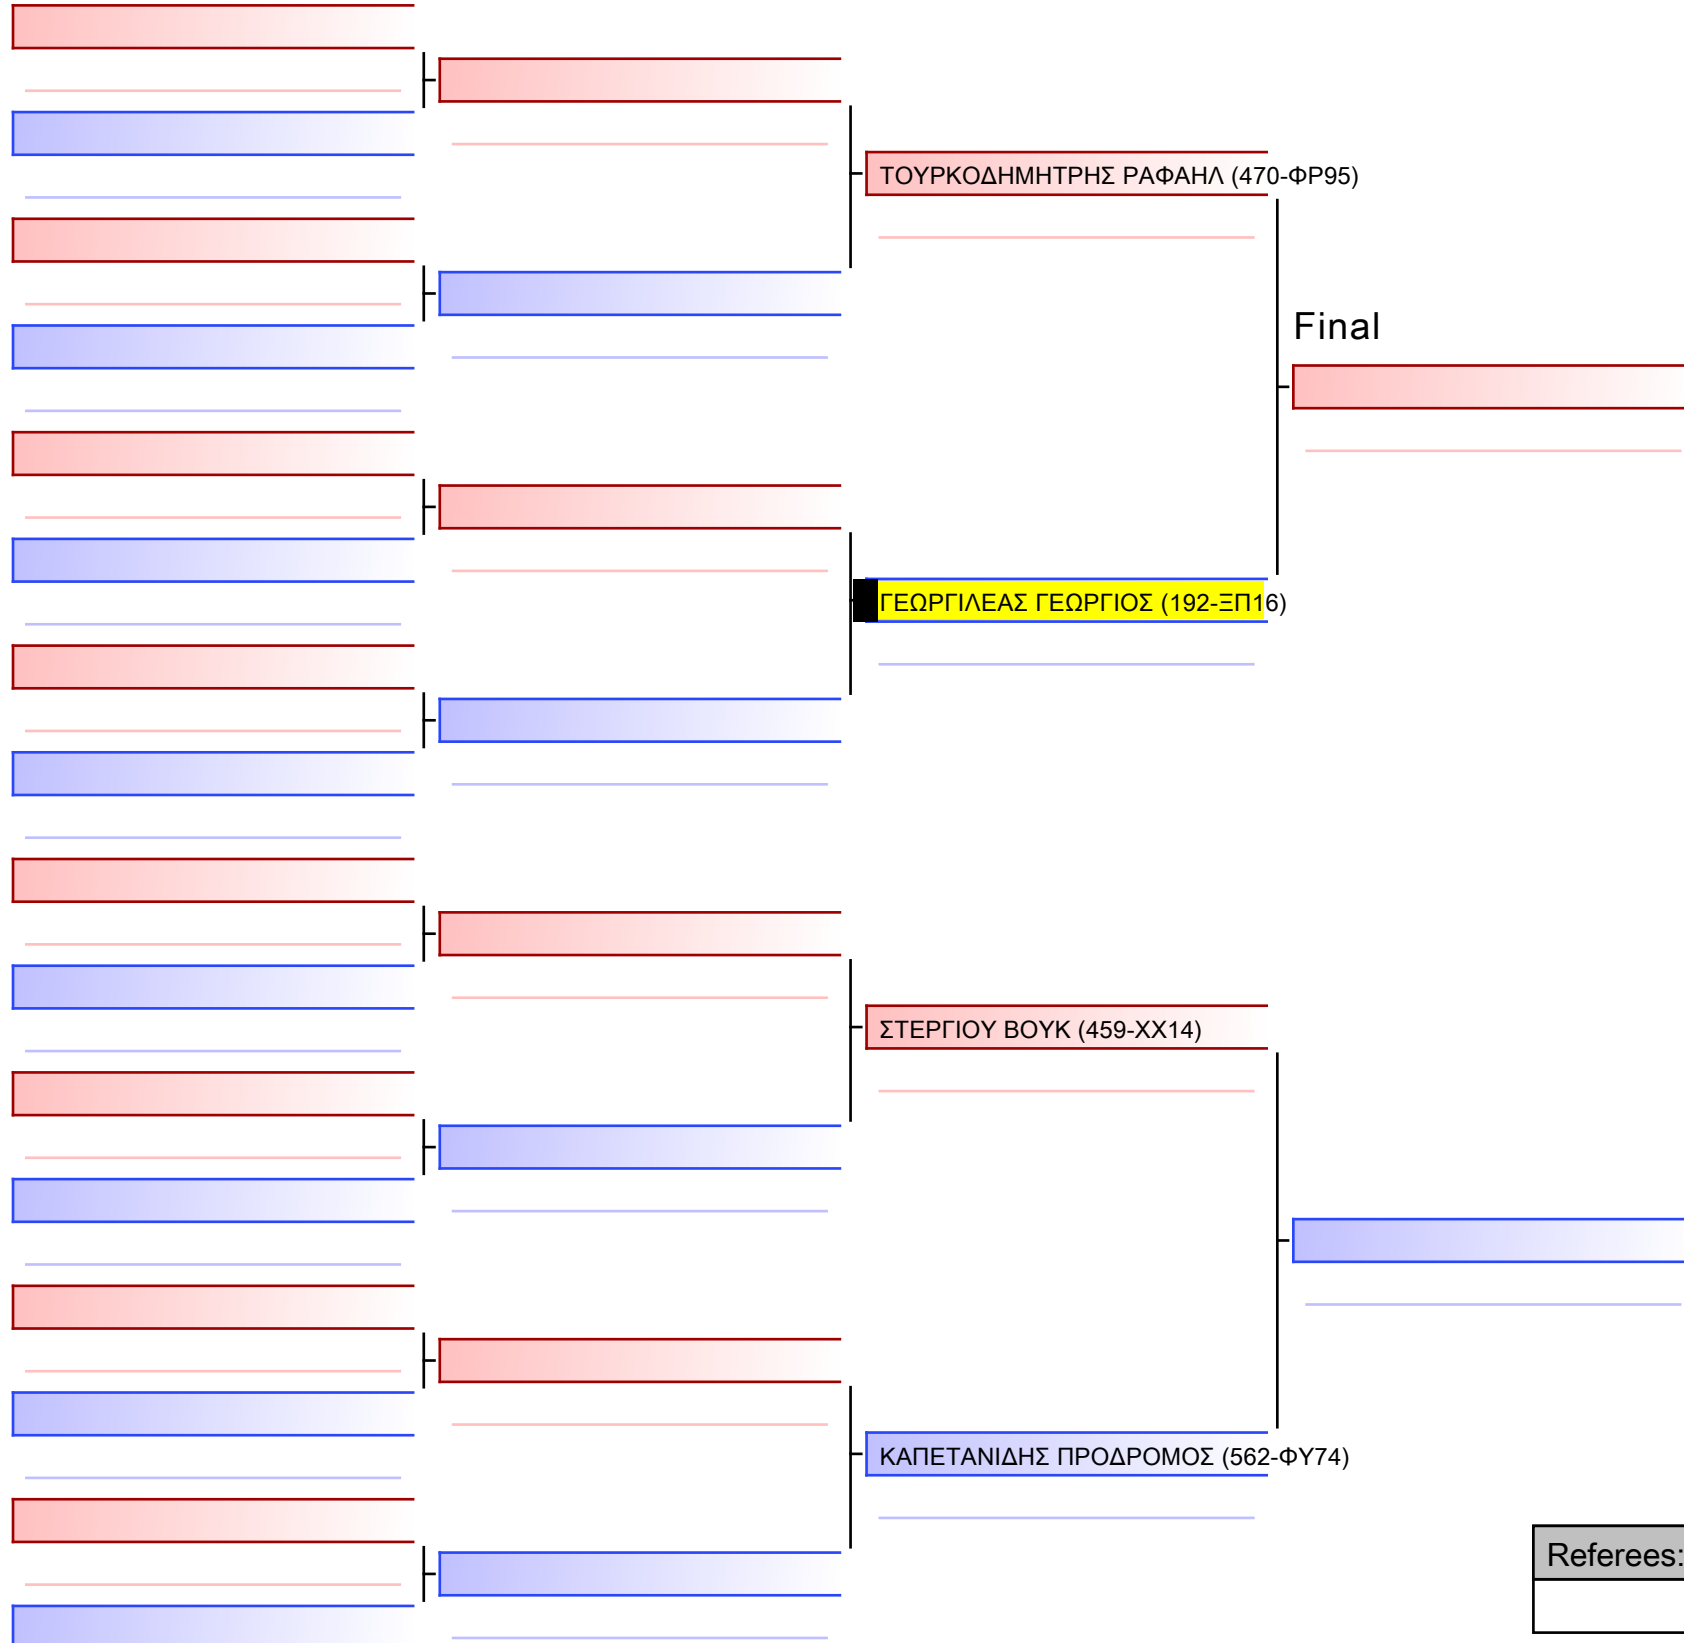 ΤΟΥΡΚΟΔΗΜΗΤΡΗΣ ΡΑΦΑΗΛ (470-ΦΡ95)
Final
ΓΕΩΡΓΙΛΕΑΣ ΓΕΩΡΓΙΟΣ (192-ΞΠ16)
ΣΤΕΡΓΙΟΥ ΒΟΥΚ (459-ΧΧ14)
ΚΑΠΕΤΑΝΙΔΗΣ ΠΡΟΔΡΟΜΟΣ (562-ΦΥ74)
Referees: